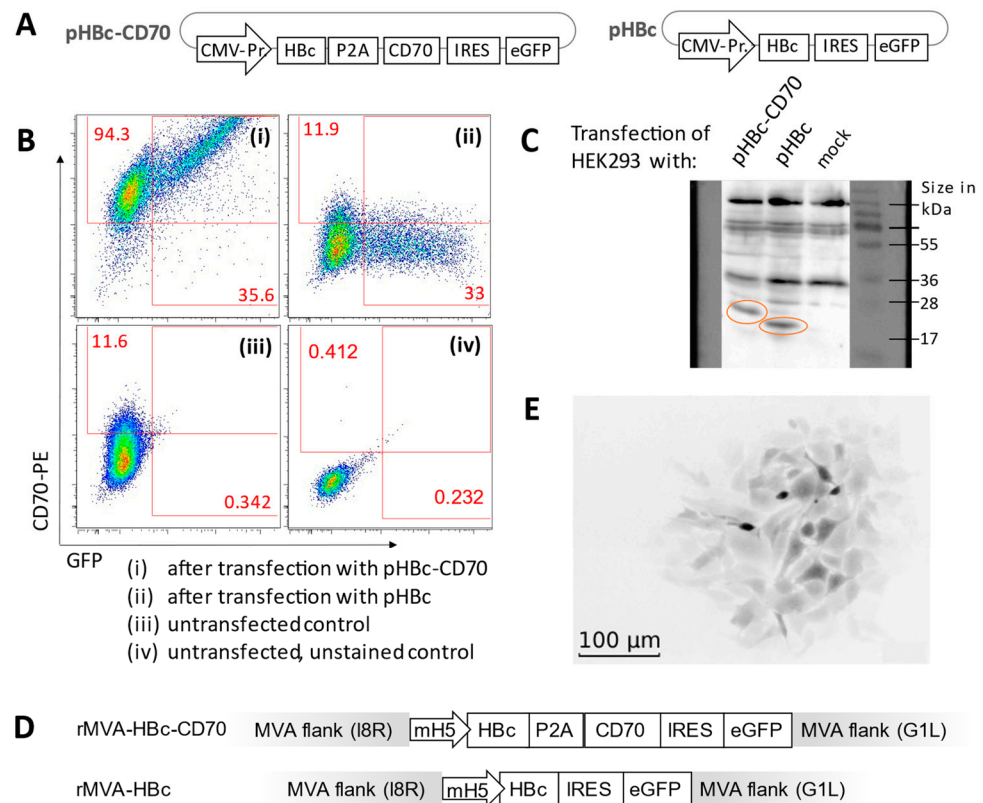 A
pHBc-CD70
CMV-Pr HBc P2A CD70 IRES eGFP
pHBc
CMV-Pr. HBc IRES eGFP
B
94.3
(i)
35.6
11.9
(ii)
33
11.6
(iii)
0.342
0.412
(iv)
0.232
CD70-PE
GFP
(i) after transfection with pHBc-CD70
(ii) after transfection with pHBc
(iii) untransfected control
(iv) untransfected, unstained control
C
Transfection of
HEK293 with:
pHBc-CD70
pHBc
mock
Size in
kDa
55
36
28
17
E
100 µm
D
rMVA-HBc-CD70 MVA flank (I8R) mH5 HBc P2A CD70 IRES eGFP MVA flank (G1L)
rMVA-HBc MVA flank (I8R) mH5 HBc IRES eGFP MVA flank (G1L)